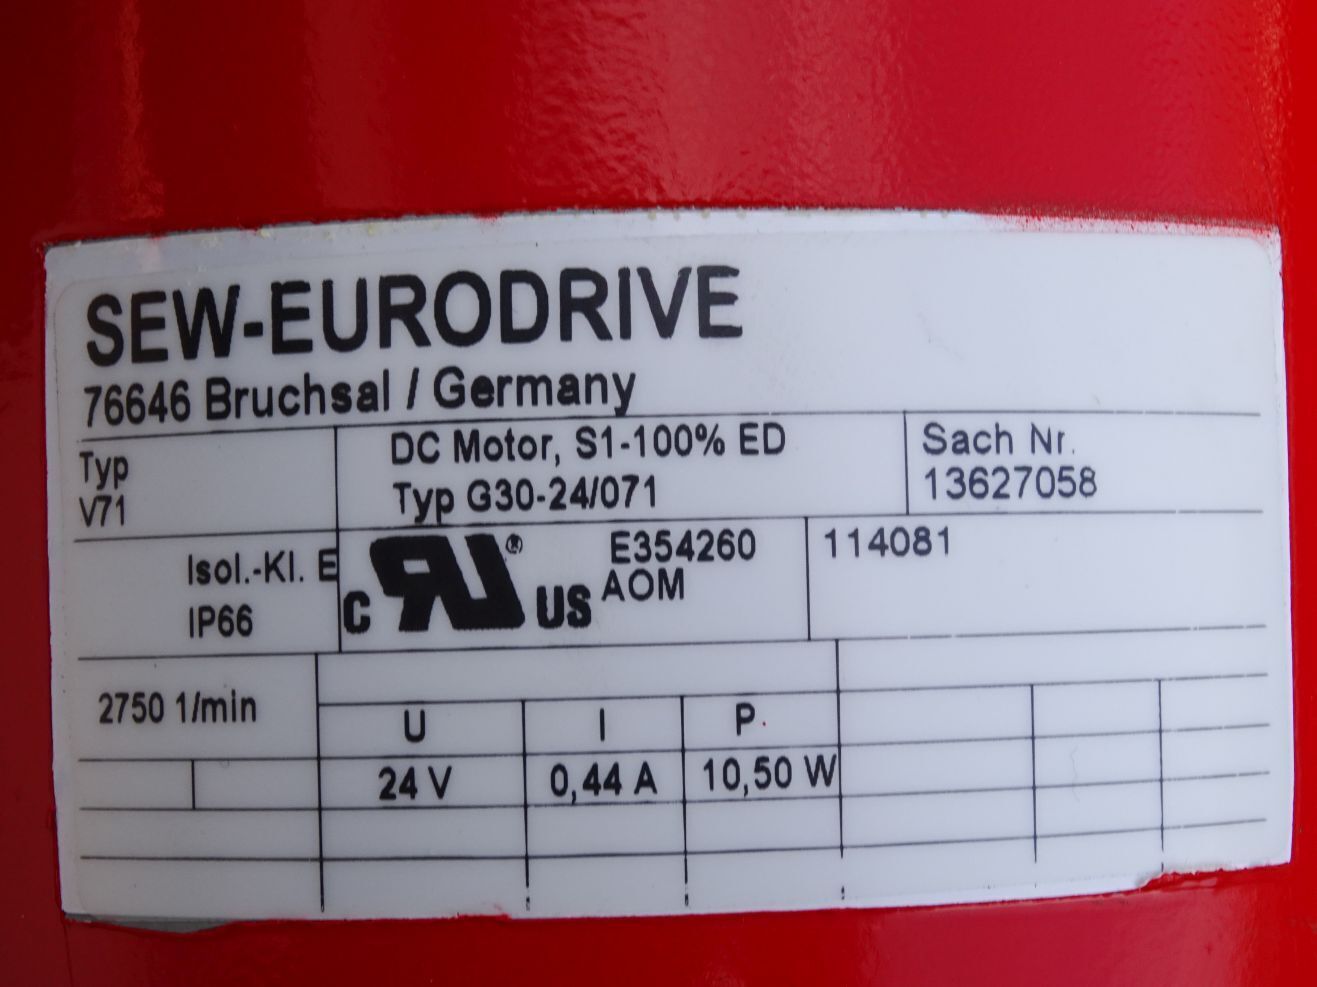 SEW-EURODRIVE
76646 Bruchsal / Germany
Typ
V71
DC Motor, S1-100% ED
Typ G30-24/071
Sach Nr.
13627058
Isol.-Kl. E
IP66
C RU® US
E354260
AOM
114081
2750 1/min
U I P.
24 V 0,44 A 10,50 W